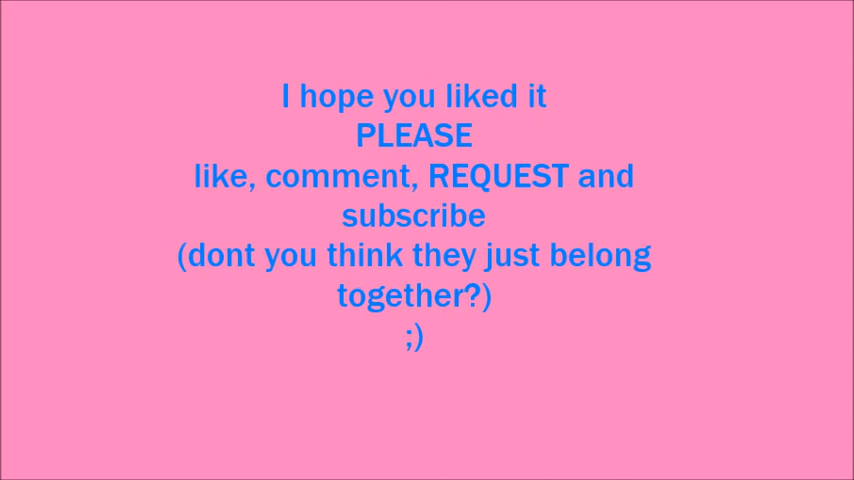 I hope you liked it
PLEASE
like, comment, REQUEST and
subscribe
(dont you think they just belong
together?)
;)